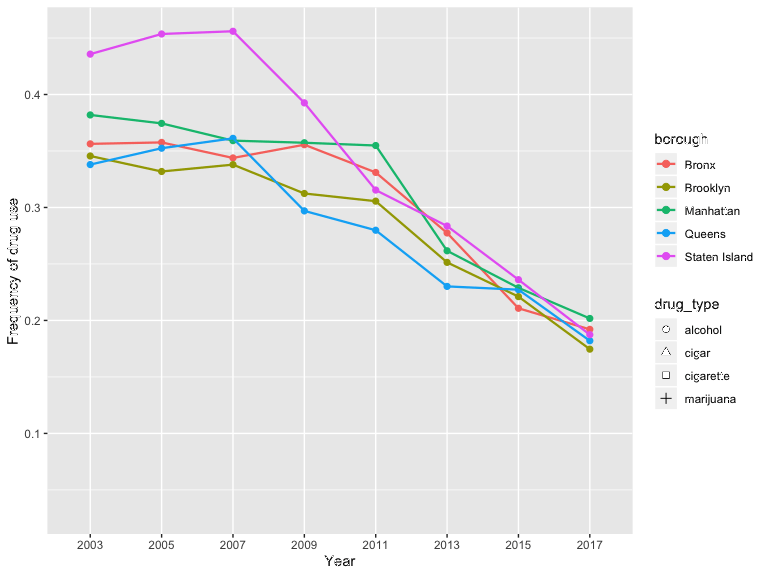 0.4
0.3
0.2
0.1
Frequency of drug use
2003 2005 2007 2009 2011 2013 2015 2017
Year
borough
Bronx
Brooklyn
Manhattan
Queens
Staten Island
drug_type
alcohol
cigar
cigarette
marijuana